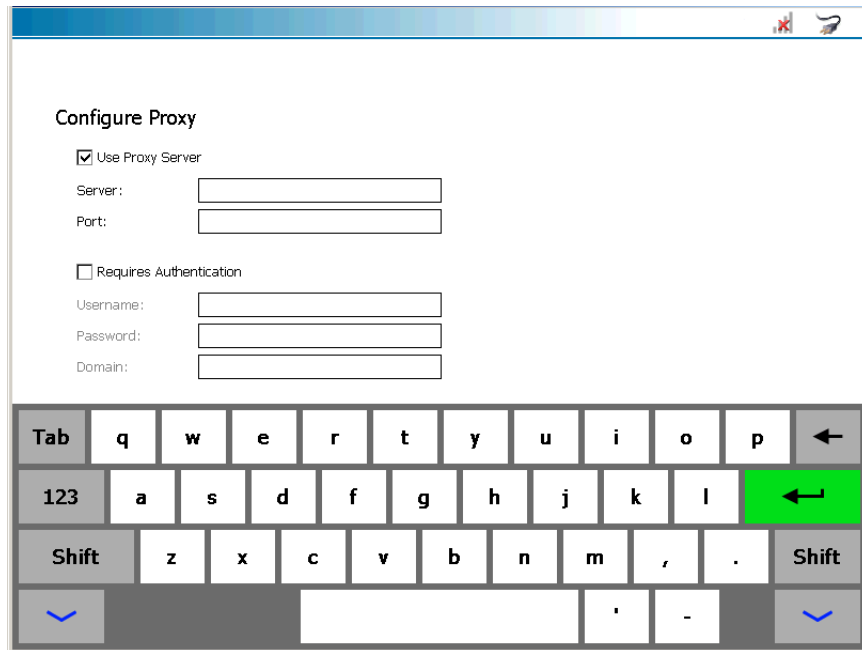 Configure Proxy
Use Proxy Server
Server:
Port:
Requires Authentication
Username:
Password:
Domain:
Tab q w e r t y u i o p
123 a s d f g h j k l
Shift z x c v b n m , . Shift
' -